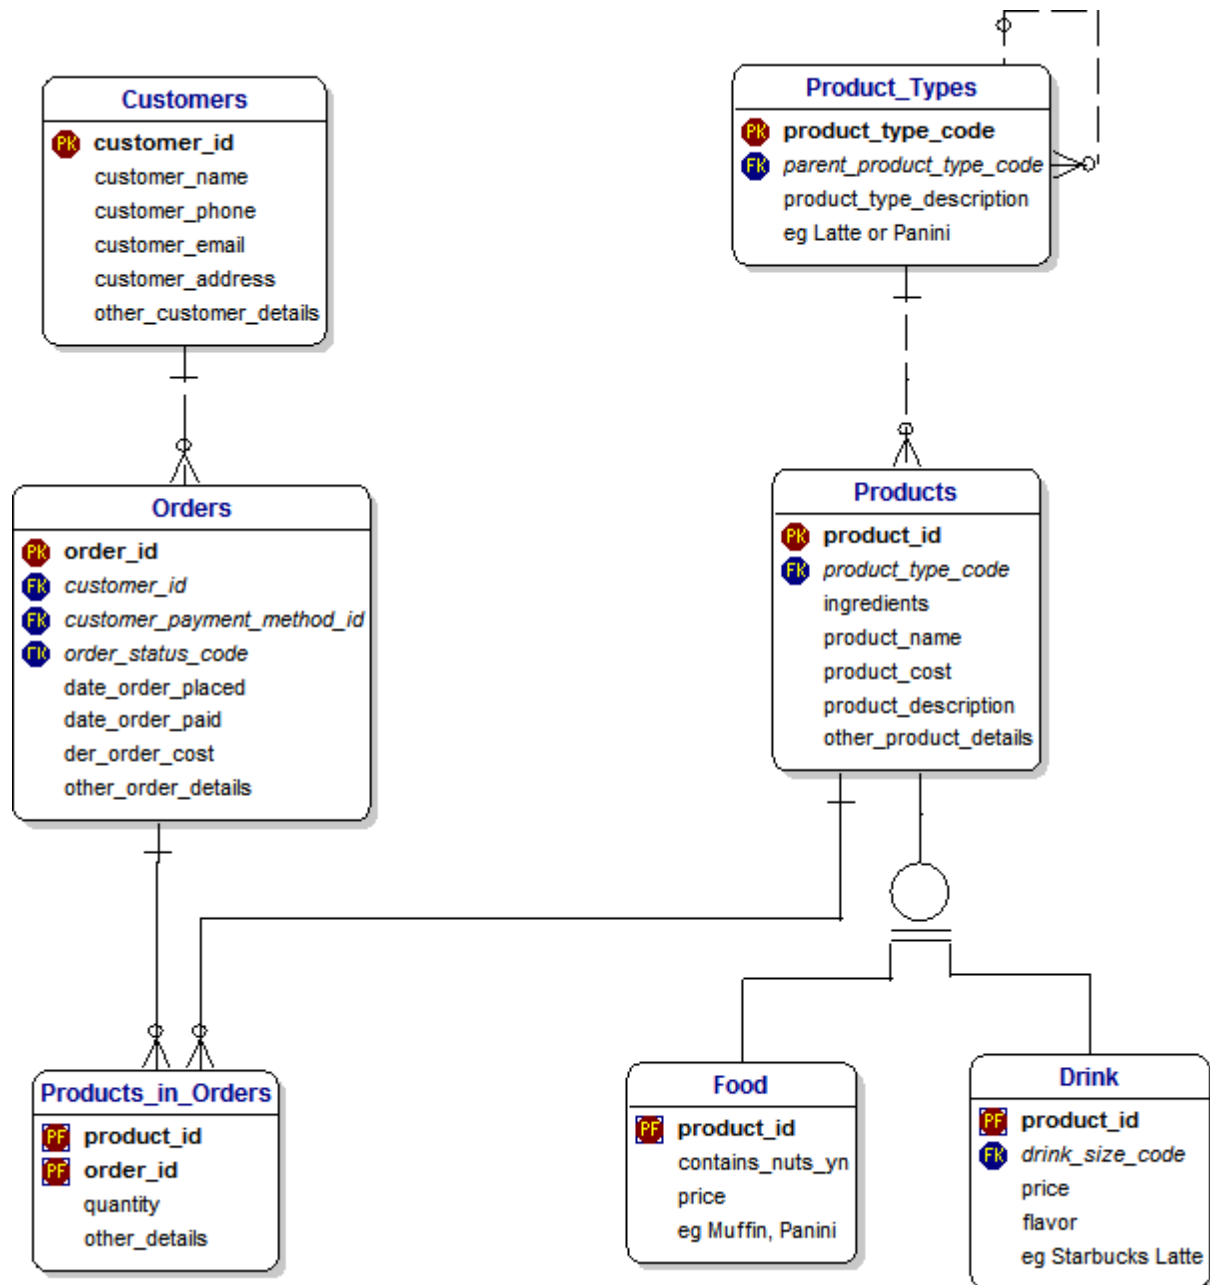 Customers
PK customer_id
customer_name
customer_phone
customer_email
customer_address
other_customer_details
Product_Types
PK product_type_code
FK parent_product_type_code
product_type_description
eg Latte or Panini
Orders
PK order_id
FK customer_id
FK customer_payment_method_id
FK order_status_code
date_order_placed
date_order_paid
der_order_cost
other_order_details
Products
PK product_id
FK product_type_code
ingredients
product_name
product_cost
product_description
other_product_details
Products_in_Orders
PF product_id
PF order_id
quantity
other_details
Food
PF product_id
contains_nuts_yn
price
eg Muffin, Panini
Drink
PF product_id
FK drink_size_code
price
flavor
eg Starbucks Latte